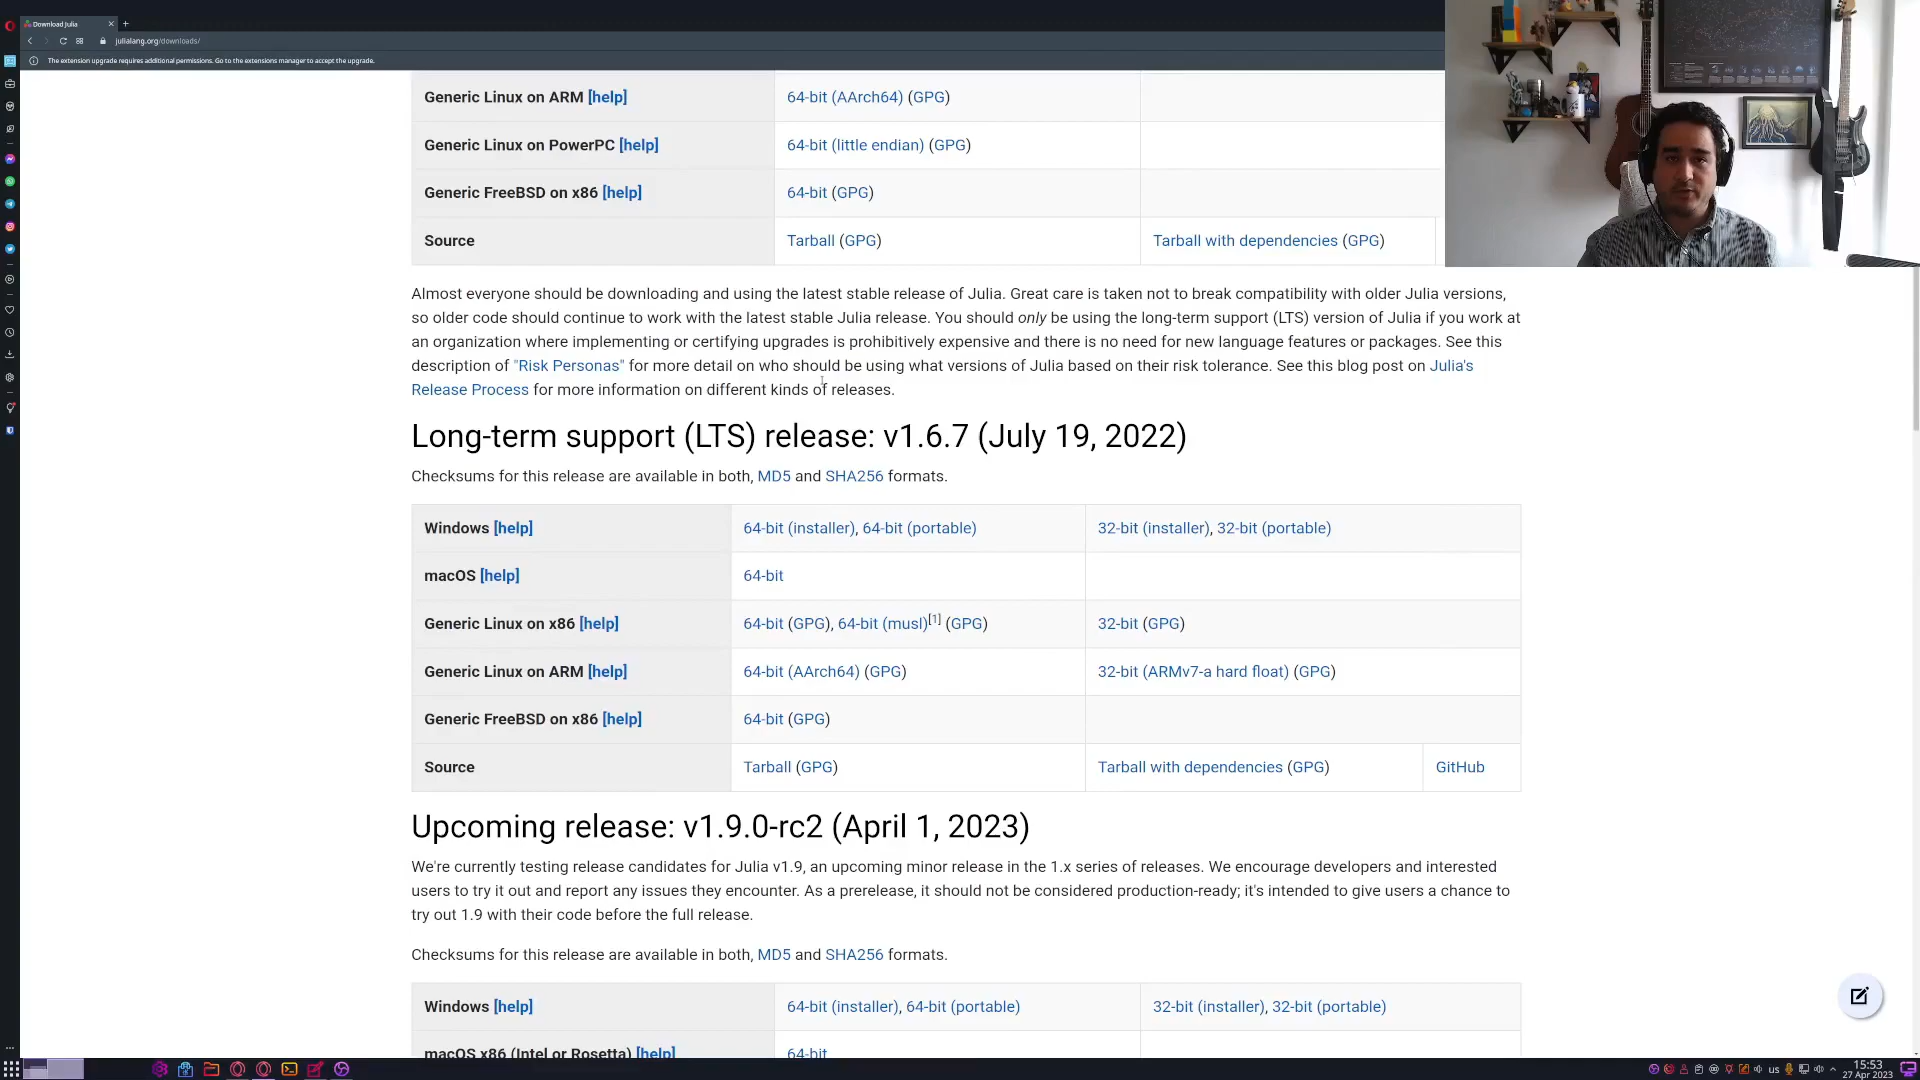 Download Julia
julialang.org/downloads/
The extension upgrade requires additional permissions. Go to the extensions manager to accept the upgrade.
Generic Linux on ARM [help] 64-bit (AArch64) (GPG)
Generic Linux on PowerPC [help] 64-bit (little endian) (GPG)
Generic FreeBSD on x86 [help] 64-bit (GPG)
Source Tarball (GPG) Tarball with dependencies (GPG)
Almost everyone should be downloading and using the latest stable release of Julia. Great care is taken not to break compatibility with older Julia versions,
so older code should continue to work with the latest stable Julia release. You should only be using the long-term support (LTS) version of Julia if you work at
an organization where implementing or certifying upgrades is prohibitively expensive and there is no need for new language features or packages. See this
description of "Risk Personas" for more detail on who should be using what versions of Julia based on their risk tolerance. See this blog post on Julia's
Release Process for more information on different kinds of releases.
Long-term support (LTS) release: v1.6.7 (July 19, 2022)
Checksums for this release are available in both, MD5 and SHA256 formats.
Windows [help] 64-bit (installer), 64-bit (portable) 32-bit (installer), 32-bit (portable)
macOS [help] 64-bit
Generic Linux on x86 [help] 64-bit (GPG), 64-bit (musl)[1] (GPG) 32-bit (GPG)
Generic Linux on ARM [help] 64-bit (AArch64) (GPG) 32-bit (ARMv7-a hard float) (GPG)
Generic FreeBSD on x86 [help] 64-bit (GPG)
Source Tarball (GPG) Tarball with dependencies (GPG) GitHub
Upcoming release: v1.9.0-rc2 (April 1, 2023)
We're currently testing release candidates for Julia v1.9, an upcoming minor release in the 1.x series of releases. We encourage developers and interested
users to try it out and report any issues they encounter. As a prerelease, it should not be considered production-ready; it's intended to give users a chance to
try out 1.9 with their code before the full release.
Checksums for this release are available in both, MD5 and SHA256 formats.
Windows [help] 64-bit (installer), 64-bit (portable) 32-bit (installer), 32-bit (portable)
macOS x86 (Intel or Rosetta) [help] 64-bit
us
15:53
27 Apr 2023